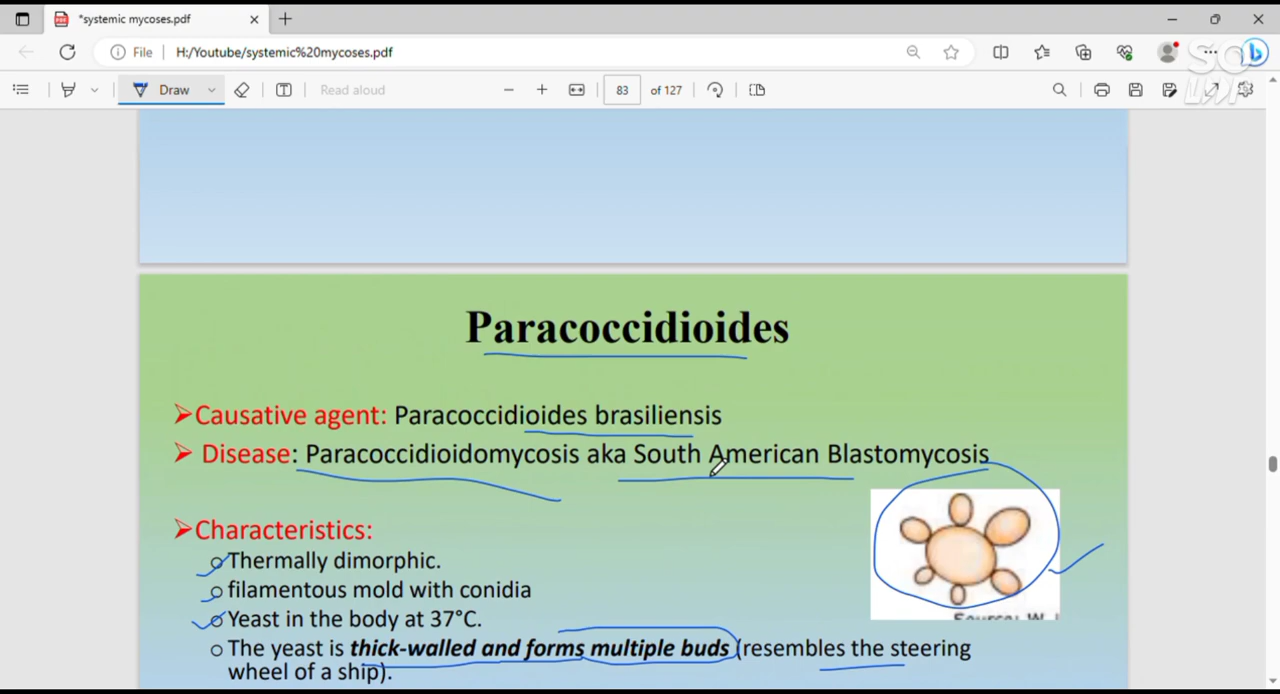 *systemic mycoses.pdf
File H:/Youtube/systemic%20mycoses.pdf
SO
Draw Read aloud 83 of 127
Paracoccidioides
Causative agent: Paracoccidioides brasiliensis
Disease: Paracoccidioidomycosis aka South American Blastomycosis
Characteristics:
Thermally dimorphic.
filamentous mold with conidia
Yeast in the body at 37°C.
The yeast is thick-walled and forms multiple buds (resembles the steering
wheel of a ship).